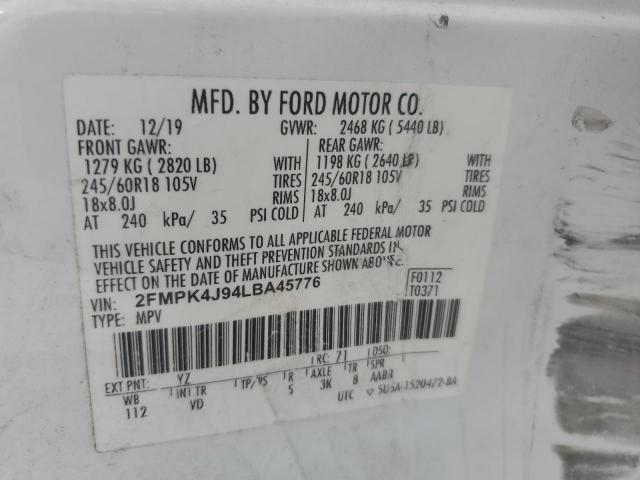 MFD. BY FORD MOTOR CO.
DATE: 12/19 GVWR: 2468 KG ( 5440 LB)
FRONT GAWR: REAR GAWR:
1279 KG ( 2820 LB) WITH 1198 KG ( 2640 LB) WITH
245/60R18 105V TIRES 245/60R18 105V TIRES
18x8.0J RIMS 18x8.0J RIMS
AT 240 kPa/ 35 PSI COLD AT 240 kPa/ 35 PSI COLD
THIS VEHICLE CONFORMS TO ALL APPLICABLE FEDERAL MOTOR
VEHICLE SAFETY AND THEFT PREVENTION STANDARDS IN
EFFECT ON THE DATE OF MANUFACTURE SHOWN ABOVE.
VIN: 2FMPK4J94LBA45776 F0112
TYPE: MPV T0371
RC: 71 DSO:
EXT PNT: YZ
WB INT TR TP/PS R AXLE TR SPR
112 VD S 3K 8 AABB
UTC ▽ 5U5A-1520472-BA